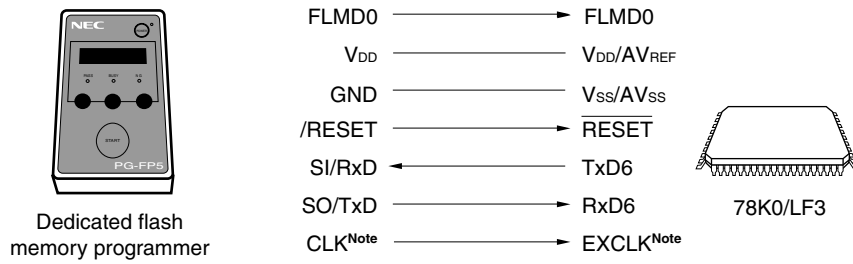 NEC
START
PG-FP5
Dedicated flash
memory programmer
FLMD0 FLMD0
VDD VDD/AVREF
GND VSS/AVSS
/RESET RESET
SI/RxD TxD6
SO/TxD RxD6
CLKNote EXCLKNote
78K0/LF3